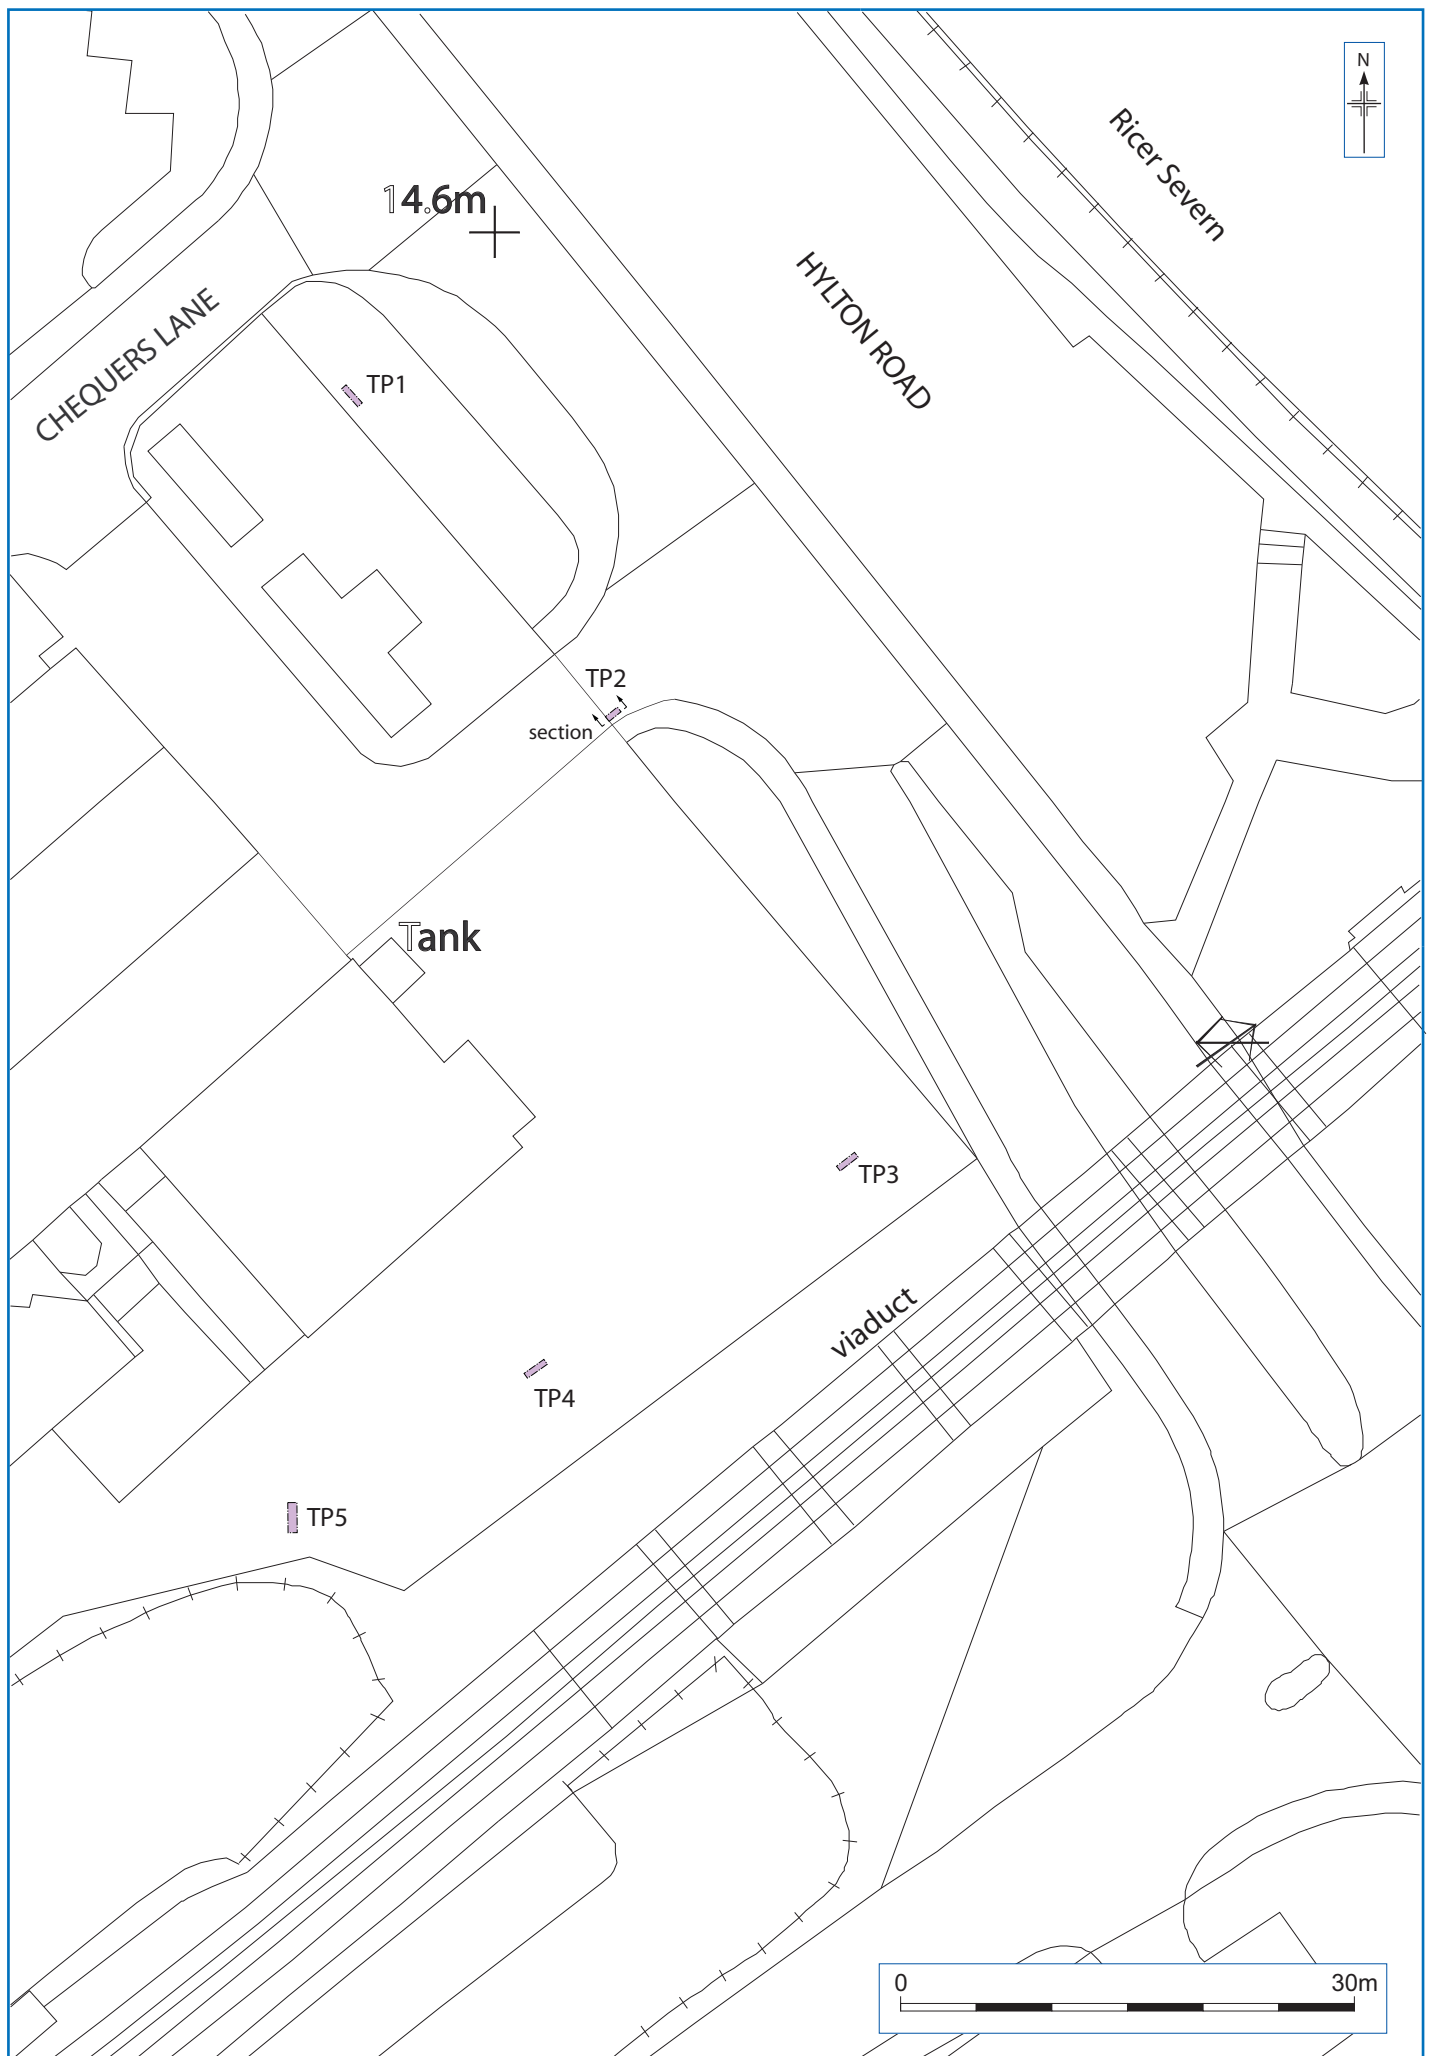 N
Ricer Severn
14.6m
HYLTON ROAD
CHEQUERS LANE
TP1
TP2
section
Tank
TP3
viaduct
TP4
TP5
0 30m